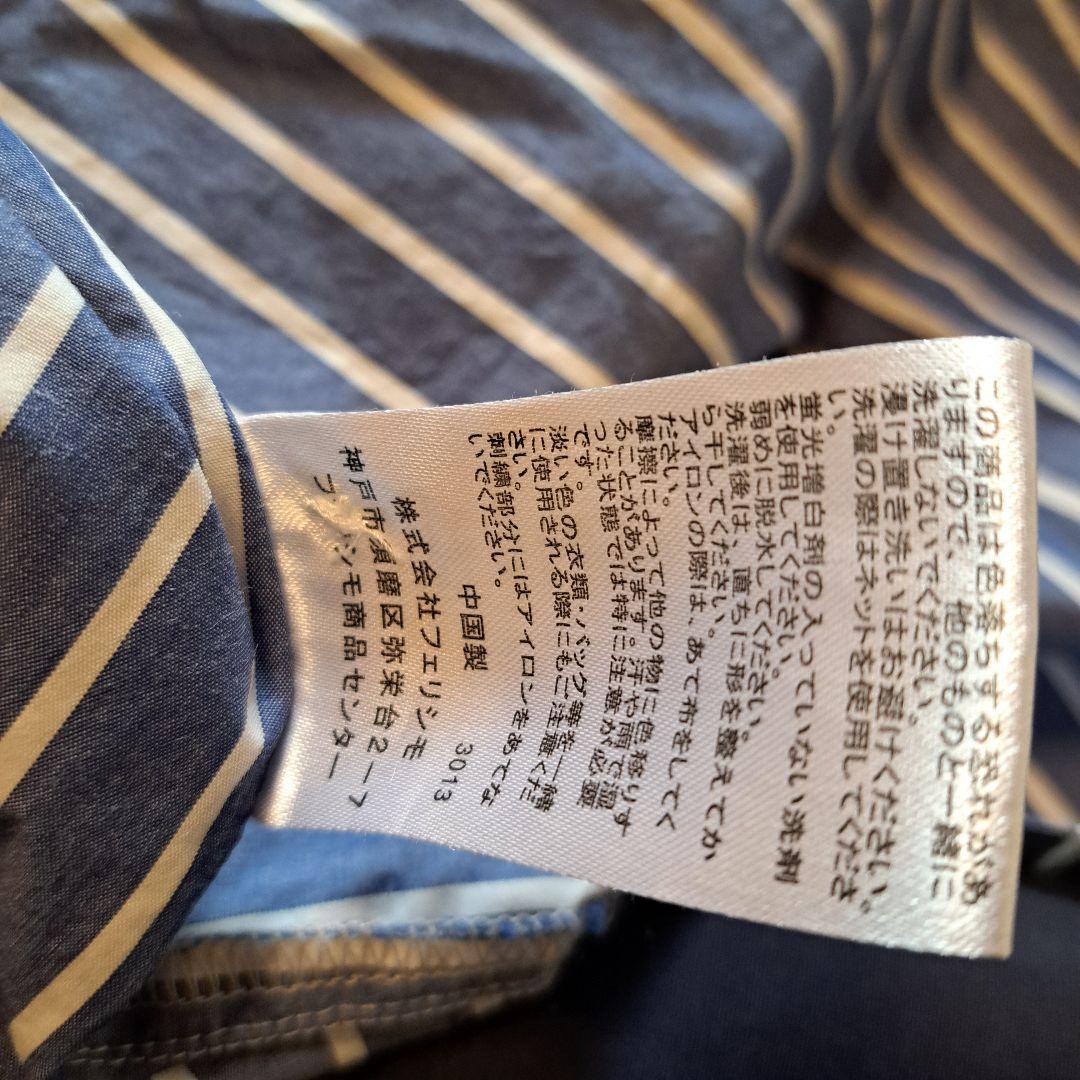 この商品は色落ちする恐れがあ
りますので、他のものと一緒に
洗濯しないでください。
漫け置き洗いはお避けください。
洗濯の際はネットを使用してくださ
い。
蛍光増白剤の入っていない洗剤
を使用してください。
弱めに脱水してください。
洗濯後は、直ちに形を整えてか
ら干してください。
アイロンの際は、あて布をしてく
ださい。
摩擦によって他の物に色移りす
ることがあります。汗や雨で湿
った状態では特に注意が必要
です。
淡い色の衣類・バッグ等を一緒
に使用される際にもご注意くだ
さい。
刺繍部分にはアイロンをあてな
いでください。
中国製
3013
株式会社フェリシモ
神戸市須磨区弥栄台2-7
フ シモ商品センター